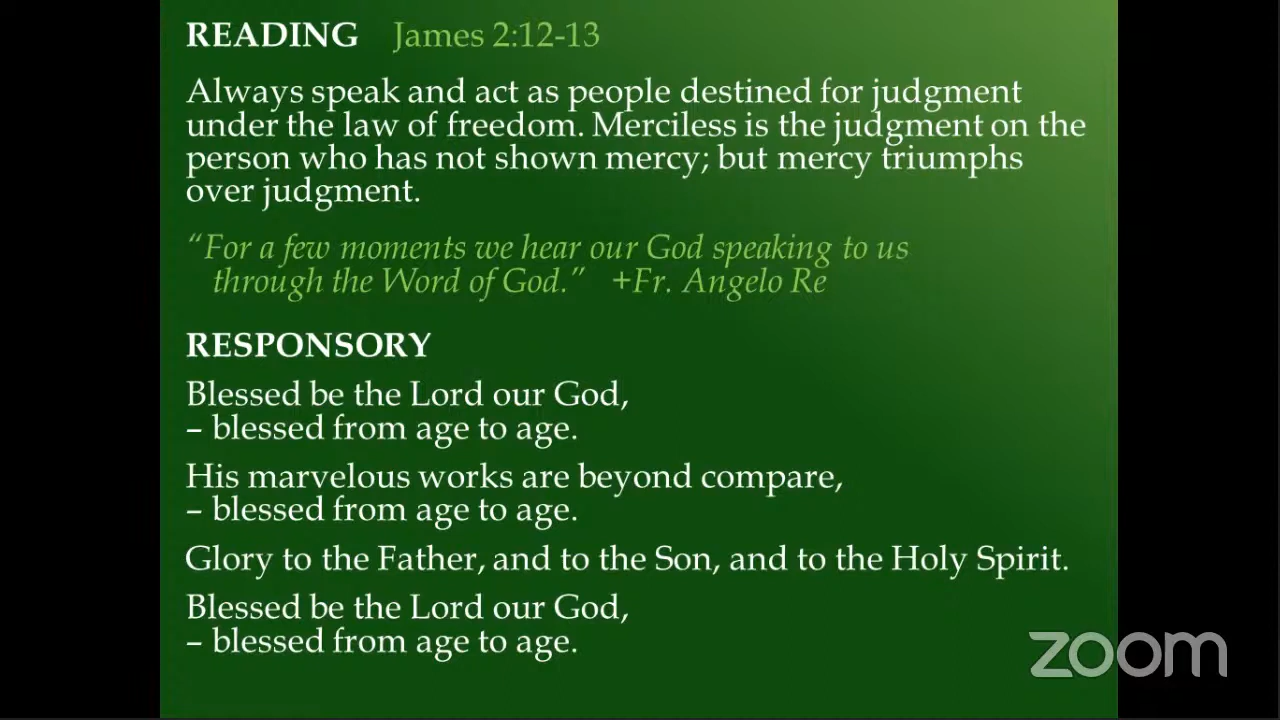 READING James 2:12-13
Always speak and act as people destined for judgment
under the law of freedom. Merciless is the judgment on the
person who has not shown mercy; but mercy triumphs
over judgment.
“For a few moments we hear our God speaking to us
through the Word of God.” +Fr. Angelo Re
RESPONSORY
Blessed be the Lord our God,
– blessed from age to age.
His marvelous works are beyond compare,
– blessed from age to age.
Glory to the Father, and to the Son, and to the Holy Spirit.
Blessed be the Lord our God,
– blessed from age to age.
zoom